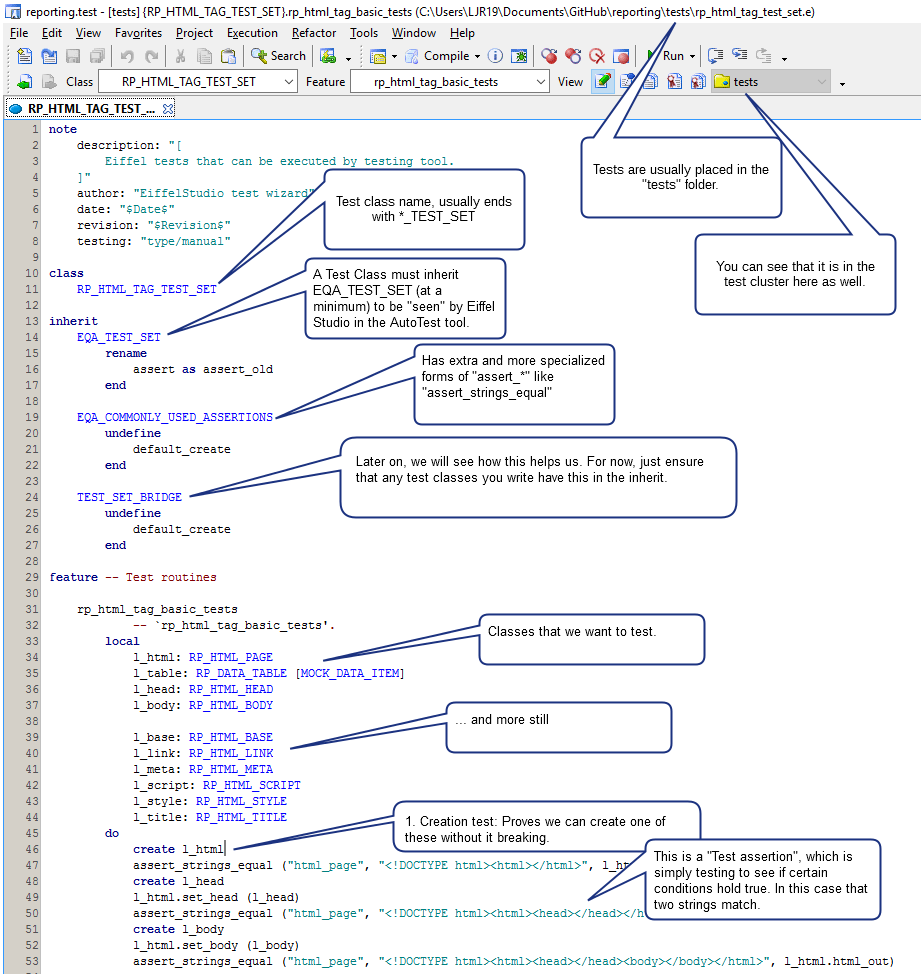 reporting.test - [tests] {RP_HTML_TAG_TEST_SET}.rp_html_tag_basic_tests (C:\Users\LJR19\Documents\GitHub\reporting\tests\rp_html_tag_test_set.e)
File Edit View Favorites Project Execution Refactor Tools Window Help
Search Compile Run
Class RP_HTML_TAG_TEST_SET Feature rp_html_tag_basic_tests View tests
RP_HTML_TAG_TEST_...
Tests are usually placed in the
"tests" folder.
You can see that it is in the
test cluster here as well.
1 note
2 description: "[
3 Eiffel tests that can be executed by testing tool.
4 ]"
5 author: "EiffelStudio test wizard"
6 date: "$Date$"
7 revision: "$Revision$"
8 testing: "type/manual"
9
10 class
11 RP_HTML_TAG_TEST_SET
12
Test class name, usually ends
with *_TEST_SET
13 inherit
14 EQA_TEST_SET
15 rename
16 assert as assert_old
17 end
18
A Test Class must inherit
EQA_TEST_SET (at a
minimum) to be "seen" by Eiffel
Studio in the AutoTest tool.
19 EQA_COMMONLY_USED_ASSERTIONS
20 undefine
21 default_create
22 end
23
Has extra and more specialized
forms of "assert_*" like
"assert_strings_equal"
24 TEST_SET_BRIDGE
25 undefine
26 default_create
27 end
28
Later on, we will see how this helps us. For now, just ensure
that any test classes you write have this in the inherit.
29 feature -- Test routines
30
31 rp_html_tag_basic_tests
32 -- `rp_html_tag_basic_tests'.
33 local
34 l_html: RP_HTML_PAGE
35 l_table: RP_DATA_TABLE [MOCK_DATA_ITEM]
36 l_head: RP_HTML_HEAD
37 l_body: RP_HTML_BODY
38
Classes that we want to test.
39 l_base: RP_HTML_BASE
40 l_link: RP_HTML_LINK
41 l_meta: RP_HTML_META
42 l_script: RP_HTML_SCRIPT
43 l_style: RP_HTML_STYLE
44 l_title: RP_HTML_TITLE
... and more still
45 do
46 create l_html
47 assert_strings_equal ("html_page", "<!DOCTYPE html><html></html>", l_ht
48 create l_head
49 l_html.set_head (l_head)
50 assert_strings_equal ("html_page", "<!DOCTYPE html><html><head></head></h
51 create l_body
52 l_html.set_body (l_body)
53 assert_strings_equal ("html_page", "<!DOCTYPE html><html><head></head><body></body></html>", l_html.html_out)
1. Creation test: Proves we can create one of
these without it breaking.
This is a "Test assertion", which is
simply testing to see if certain
conditions hold true. In this case that
two strings match.